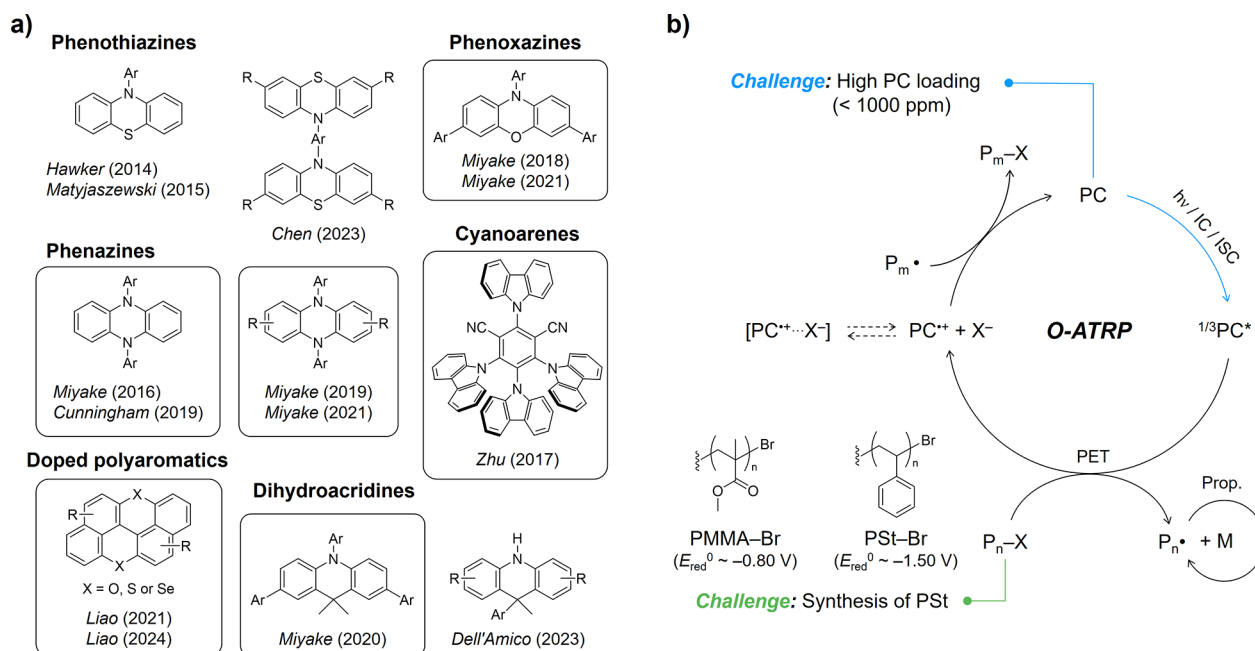 a)
Phenothiazines
Ar
N
S
Hawker (2014)
Matyjaszewski (2015)
R S R
N
Ar
N
R S R
Chen (2023)
Phenoxazines
Ar
N
Ar O Ar
Miyake (2018)
Miyake (2021)
Phenazines
Ar
N
N
Ar
Miyake (2016)
Cunningham (2019)
Ar
N
R R
N
Ar
Miyake (2019)
Miyake (2021)
Cyanoarenes
N
NC CN
N N
N
Zhu (2017)
Doped polyaromatics
X
R
R
X
X = O, S or Se
Liao (2021)
Liao (2024)
Dihydroacridines
Ar
N
Ar Ar
Miyake (2020)
H
N
R R
Ar
Dell'Amico (2023)
b)
Challenge: High PC loading
(< 1000 ppm)
Pm–X
PC
hν / IC / ISC
Pm•
[PC•+···X–]
PC•+ + X–
O-ATRP
1/3PC*
PET
Br
n
O
O
PMMA–Br
(Ered0 ~ –0.80 V)
Br
n
PSt–Br
(Ered0 ~ –1.50 V)
Pn–X
Prop.
Pn• + M
Challenge: Synthesis of PSt